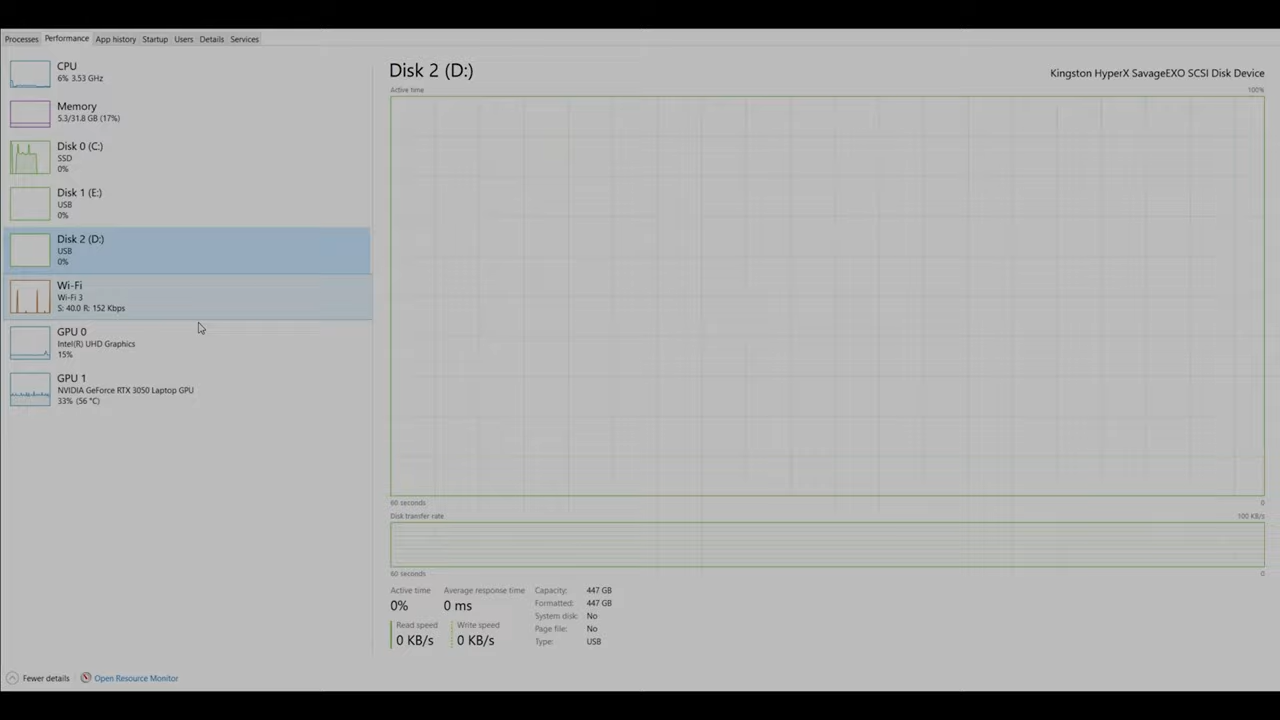 Processes Performance App history Startup Users Details Services
CPU
6% 3.53 GHz
Memory
5.3/31.8 GB (17%)
Disk 0 (C:)
SSD
0%
Disk 1 (E:)
USB
0%
Disk 2 (D:)
USB
0%
Wi-Fi
Wi-Fi 3
S: 40.0 R: 152 Kbps
GPU 0
Intel(R) UHD Graphics
15%
GPU 1
NVIDIA GeForce RTX 3050 Laptop GPU
33% (56 °C)
Disk 2 (D:) Kingston HyperX SavageEXO SCSI Disk Device
Active time 100%
60 seconds 0
Disk transfer rate 100 KB/s
60 seconds 0
Active time Average response time
0% 0 ms
Read speed Write speed
0 KB/s 0 KB/s
Capacity: 447 GB
Formatted: 447 GB
System disk: No
Page file: No
Type: USB
Fewer details Open Resource Monitor